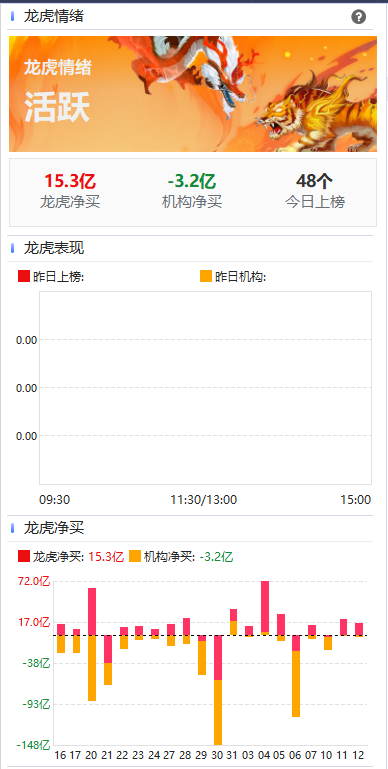 龙虎情绪
?
龙虎情绪
活跃
15.3亿 -3.2亿 48个
龙虎净买 机构净买 今日上榜
龙虎表现
昨日上榜: 昨日机构:
0.00
0.00
0.00
09:30 11:30/13:00 15:00
龙虎净买
龙虎净买: 15.3亿 机构净买: -3.2亿
72.0亿
17.0亿
-38亿
-93亿
-148亿
16 17 20 21 22 23 24 27 28 29 30 31 03 04 05 06 07 10 11 12